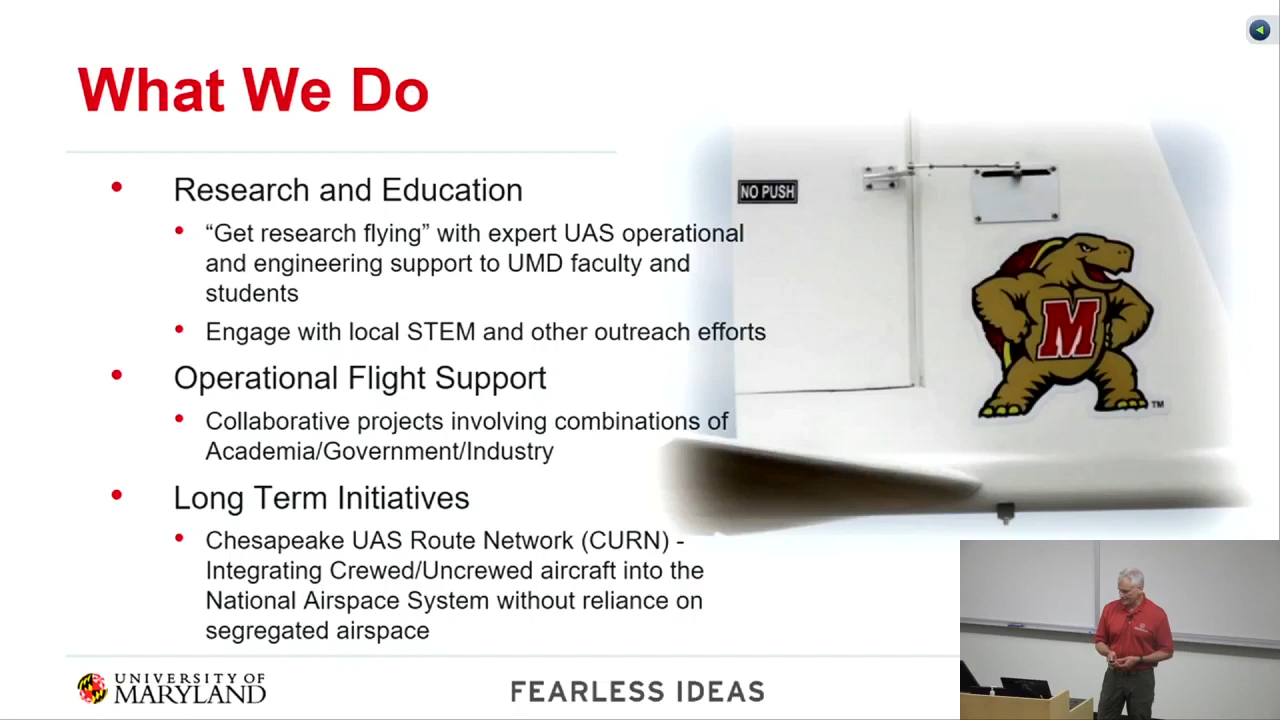 What We Do
• Research and Education
• “Get research flying” with expert UAS operational
and engineering support to UMD faculty and
students
• Engage with local STEM and other outreach efforts
• Operational Flight Support
• Collaborative projects involving combinations of
Academia/Government/Industry
• Long Term Initiatives
• Chesapeake UAS Route Network (CURN) -
Integrating Crewed/Uncrewed aircraft into the
National Airspace System without reliance on
segregated airspace
NO PUSH
M
TM
UNIVERSITY OF
MARYLAND
FEARLESS IDEAS